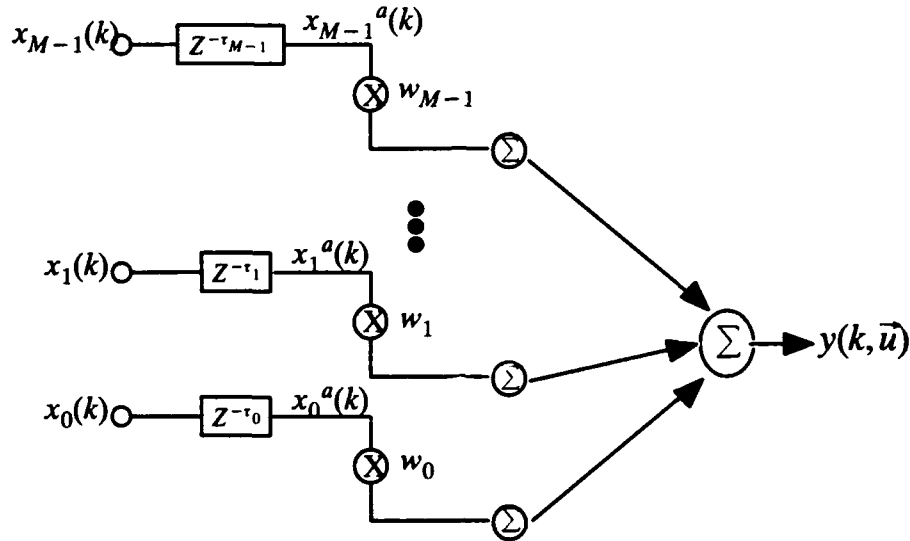 x_{M-1}(k) Z^{-τ_{M-1}} x_{M-1}^a(k)
X w_{M-1}
Σ
x_1(k) Z^{-τ_1} x_1^a(k)
X w_1
Σ y(k, \vec{u})
Σ
x_0(k) Z^{-τ_0} x_0^a(k)
X w_0
Σ